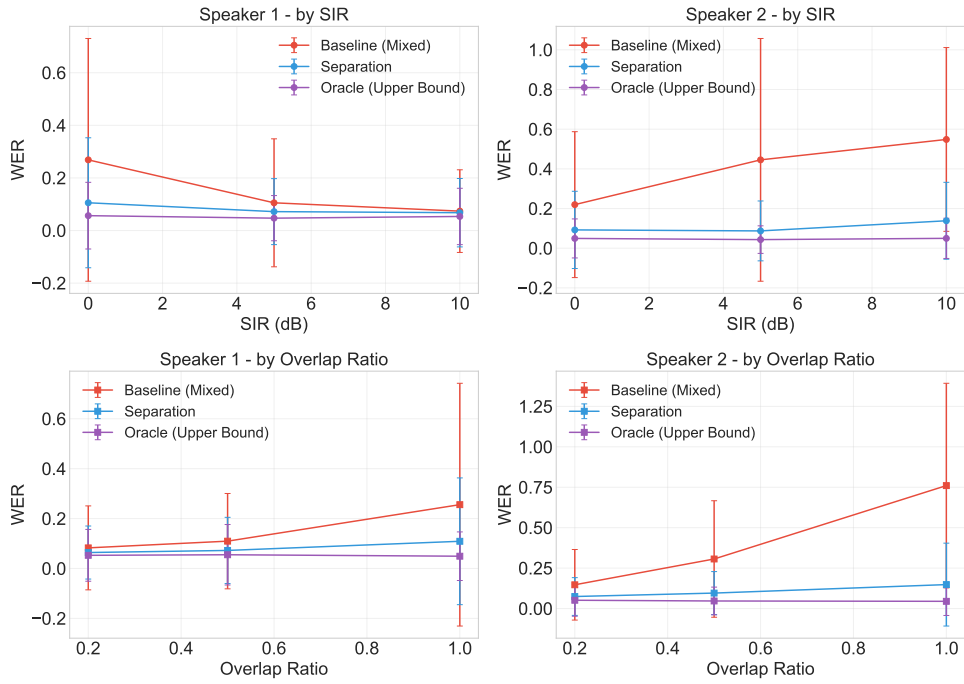 Speaker 1 - by SIR
WER
0.6
0.4
0.2
0.0
−0.2
Baseline (Mixed)
Separation
Oracle (Upper Bound)
0 2 4 6 8 10
SIR (dB)
Speaker 2 - by SIR
WER
1.0
0.8
0.6
0.4
0.2
0.0
−0.2
Baseline (Mixed)
Separation
Oracle (Upper Bound)
0 2 4 6 8 10
SIR (dB)
Speaker 1 - by Overlap Ratio
WER
0.6
0.4
0.2
0.0
−0.2
Baseline (Mixed)
Separation
Oracle (Upper Bound)
0.2 0.4 0.6 0.8 1.0
Overlap Ratio
Speaker 2 - by Overlap Ratio
WER
1.25
1.00
0.75
0.50
0.25
0.00
Baseline (Mixed)
Separation
Oracle (Upper Bound)
0.2 0.4 0.6 0.8 1.0
Overlap Ratio